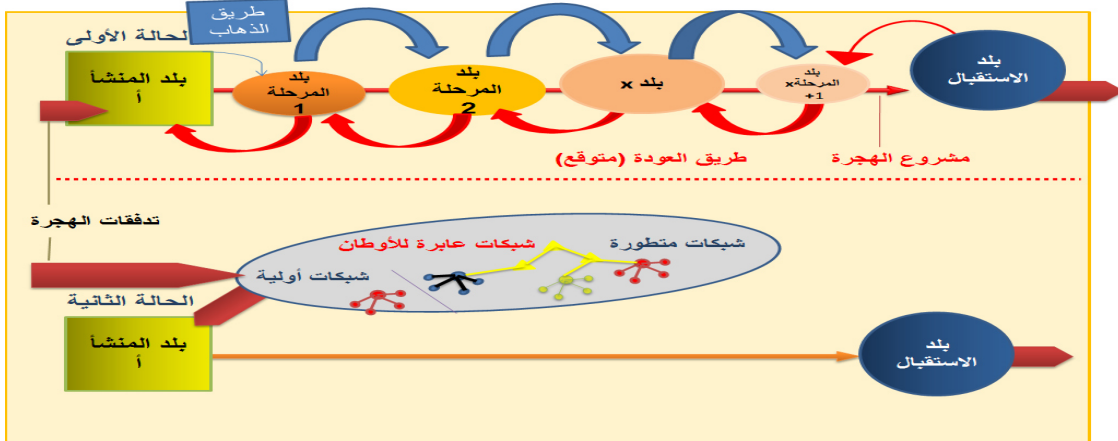 طريق
الذهاب
الحالة الأولى
بلد المنشأ
أ
بلد
المرحلة
1
بلد
المرحلة
2
بلد x
بلد
المرحلةx
+1
بلد
الاستقبال
طريق العودة (متوقع)
مشروع الهجرة
تدفقات الهجرة
شبكات عابرة للأوطان
شبكات متطورة
شبكات أولية
الحالة الثانية
بلد المنشأ
أ
بلد
الاستقبال